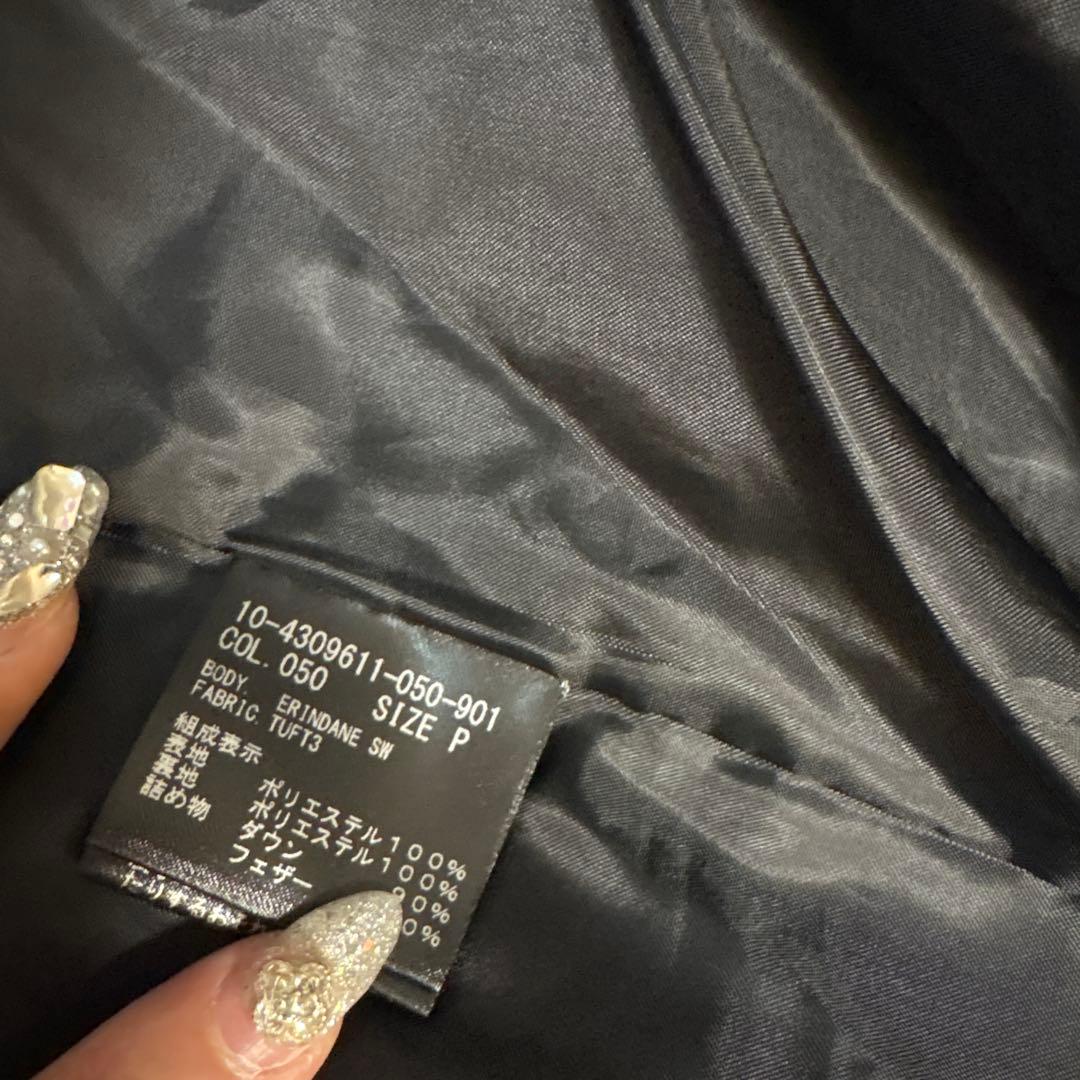 10-4309611-050-901
COL. 050 SIZE P
BODY. ERINDANE SW
FABRIC. TUFT3
組成表示
表地 ポリエステル100%
裏地 ポリエステル100%
詰め物 ダウン 90%
フェザー 0%